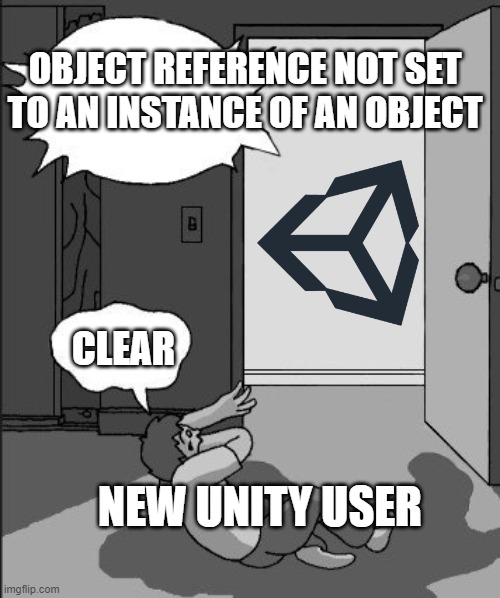 OBJECT REFERENCE NOT SET
TO AN INSTANCE OF AN OBJECT
CLEAR
NEW UNITY USER
imgflip.com